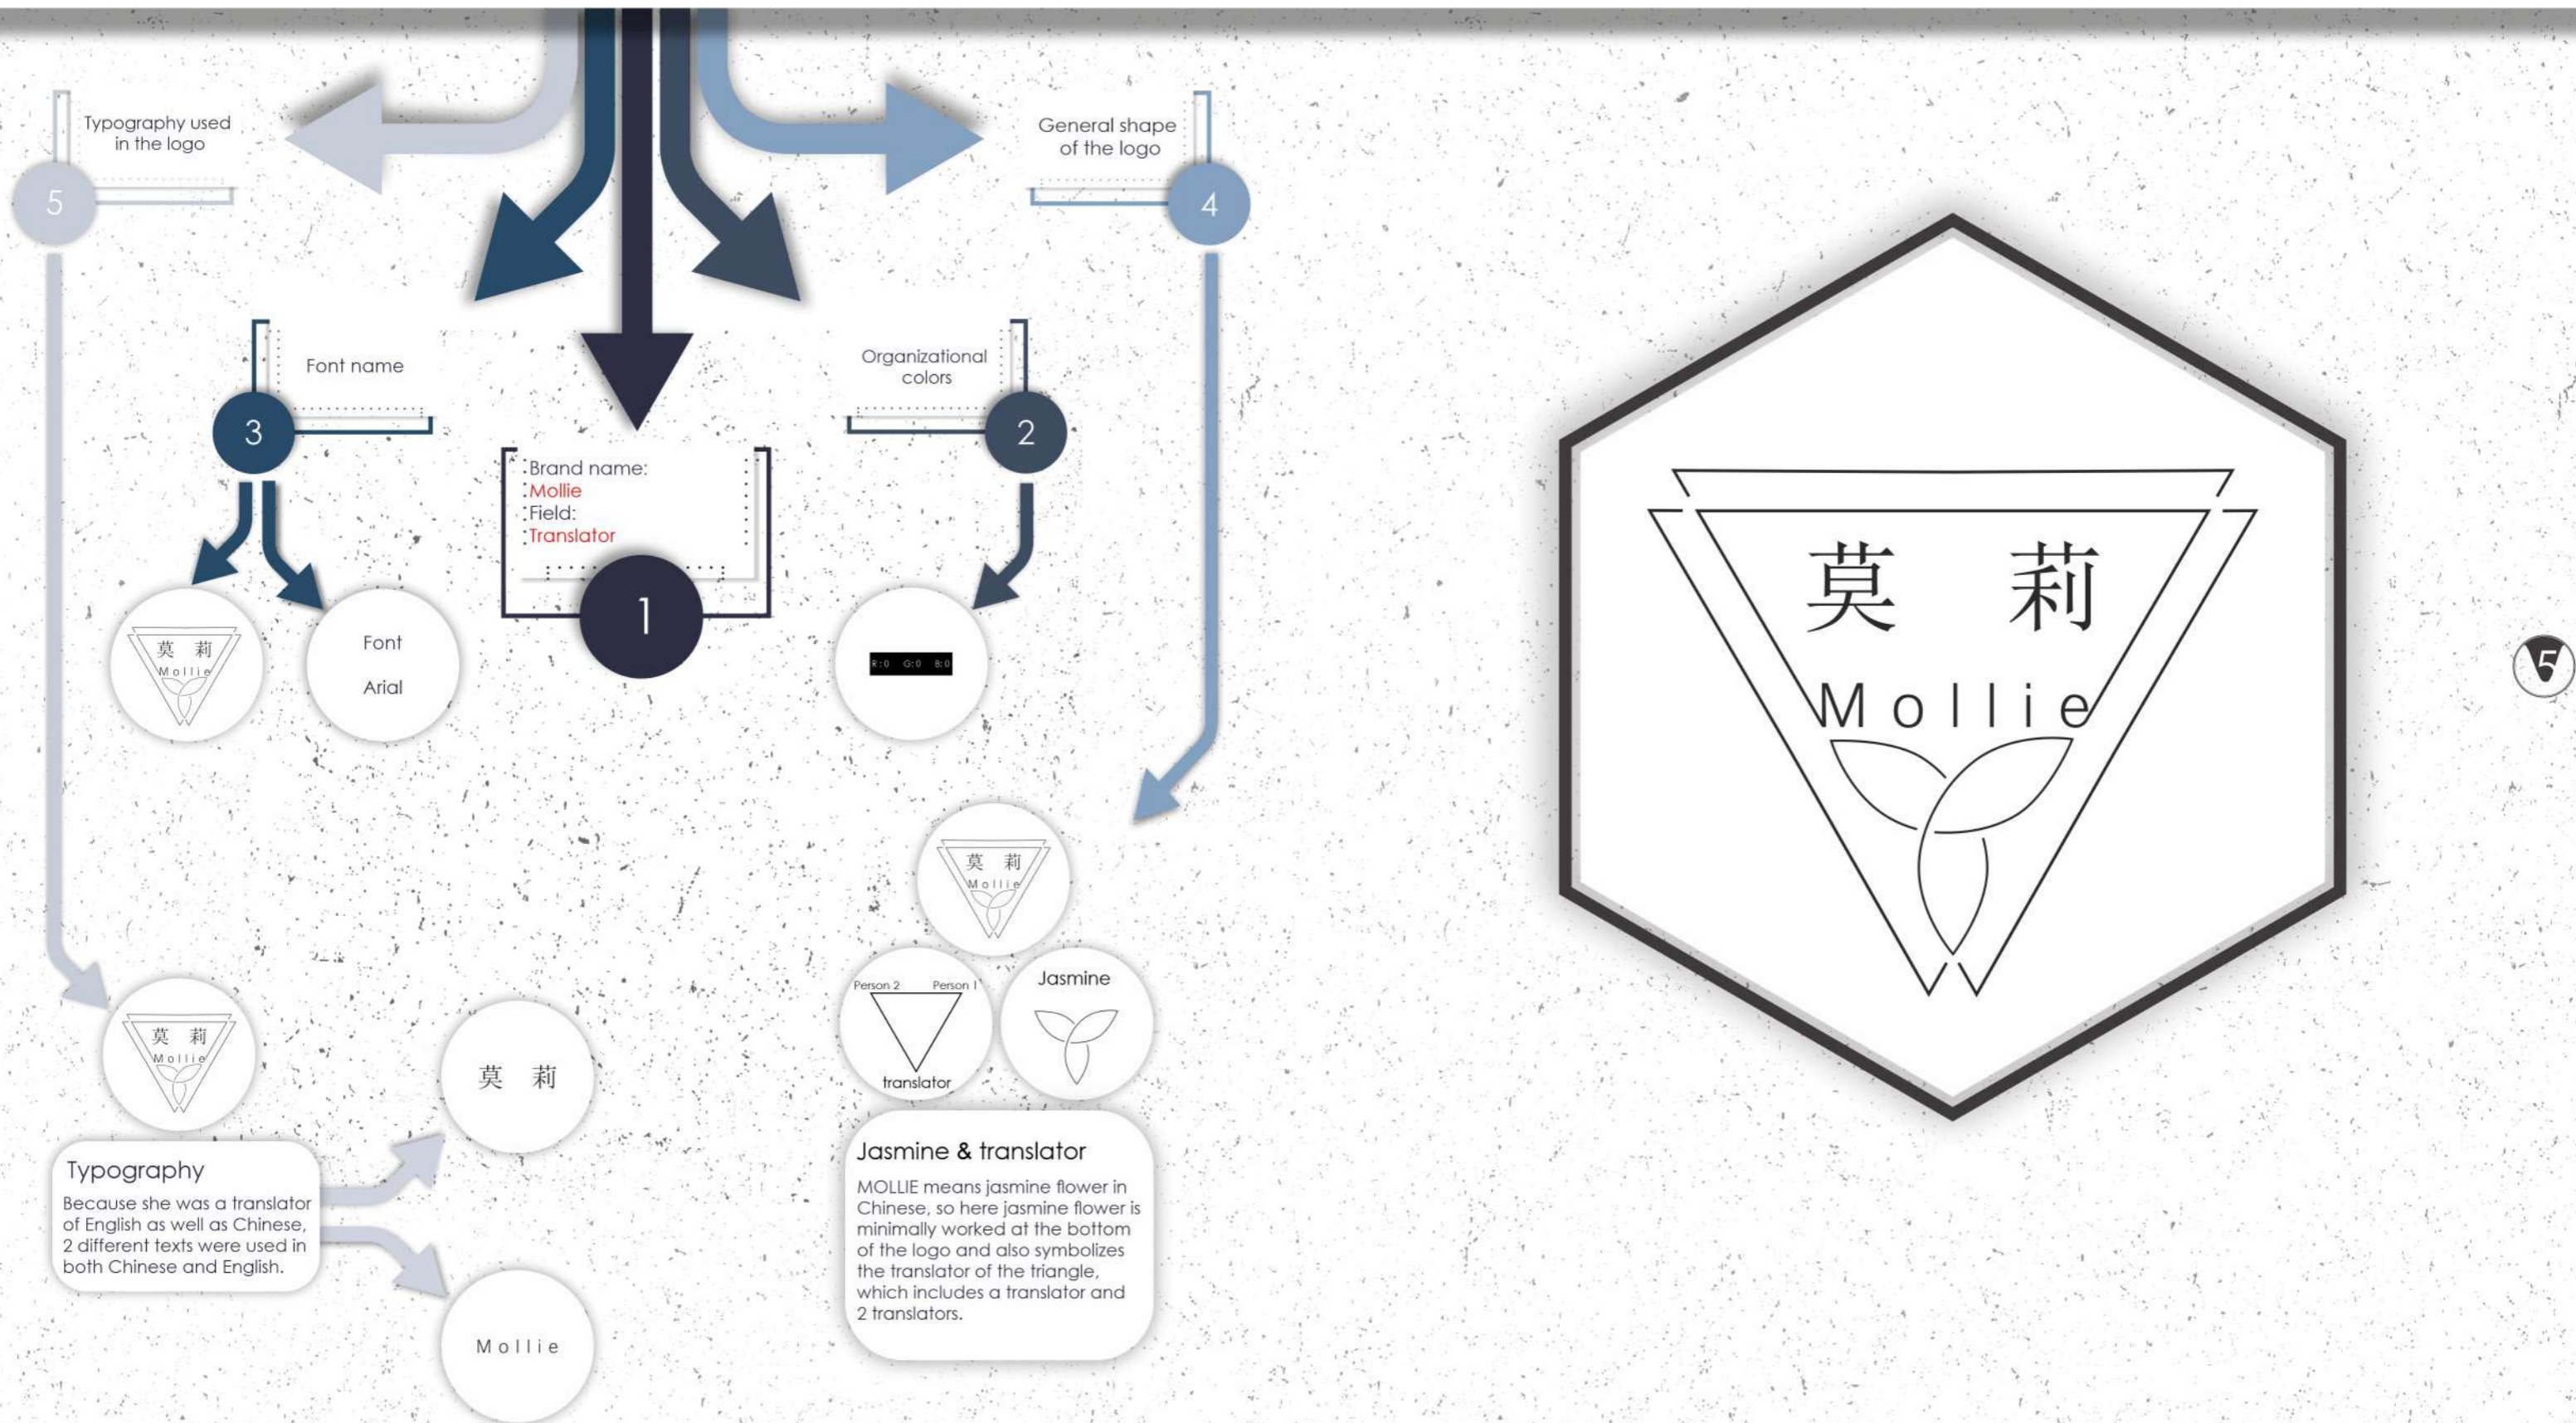 Typography used
in the logo
5
General shape
of the logo
4
Font name
3
Organizational
colors
2
Brand name:
Mollie
Field:
Translator
1
莫 莉
Mollie
Font
Arial
R:0 G:0 B:0
莫 莉
Mollie
Person 2 Person 1
translator
Jasmine
Jasmine & translator
MOLLIE means jasmine flower in
Chinese, so here jasmine flower is
minimally worked at the bottom
of the logo and also symbolizes
the translator of the triangle,
which includes a translator and
2 translators.
莫 莉
Mollie
Typography
Because she was a translator
of English as well as Chinese,
2 different texts were used in
both Chinese and English.
莫 莉
Mollie
莫 莉
Mollie
5